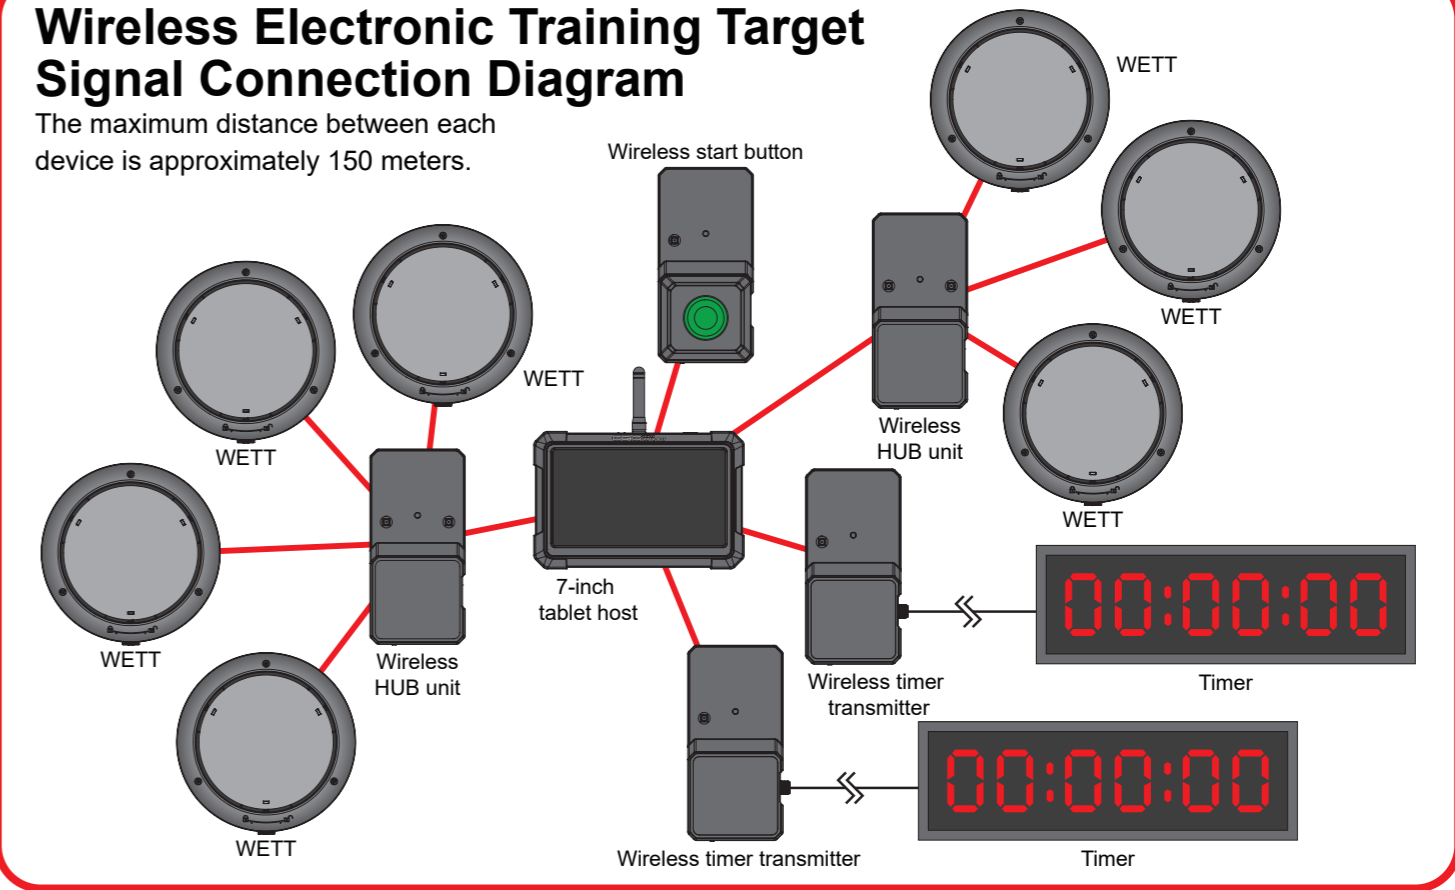 Wireless Electronic Training Target
Signal Connection Diagram
The maximum distance between each
device is approximately 150 meters.
WETT
Wireless start button
WETT
WETT
WETT
Wireless
HUB unit
WETT
WETT
7-inch
tablet host
WETT
Wireless
HUB unit
Wireless timer
transmitter
00:00:00
Timer
WETT
Wireless timer transmitter
00:00:00
Timer